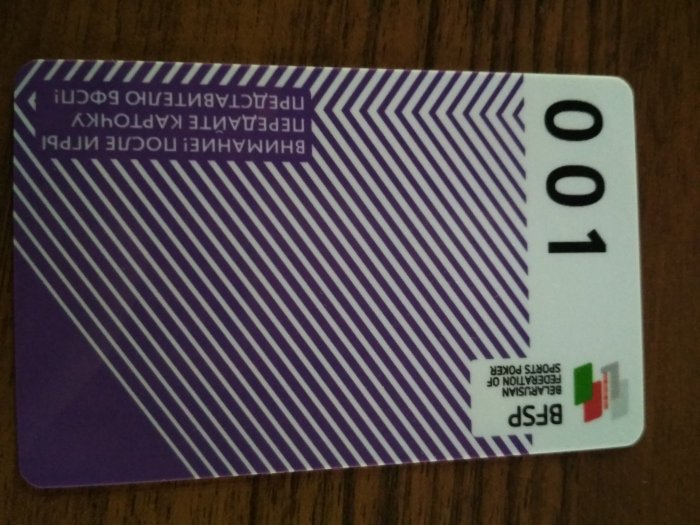 ВНИМАНИЕ! ПОСЛЕ ИГРЫ
ПЕРЕДАЙТЕ КАРТОЧКУ
ПРЕДСТАВИТЕЛЮ БФСП!
001
BFSP
BELARUSIAN
FEDERATION OF
SPORTS POKER